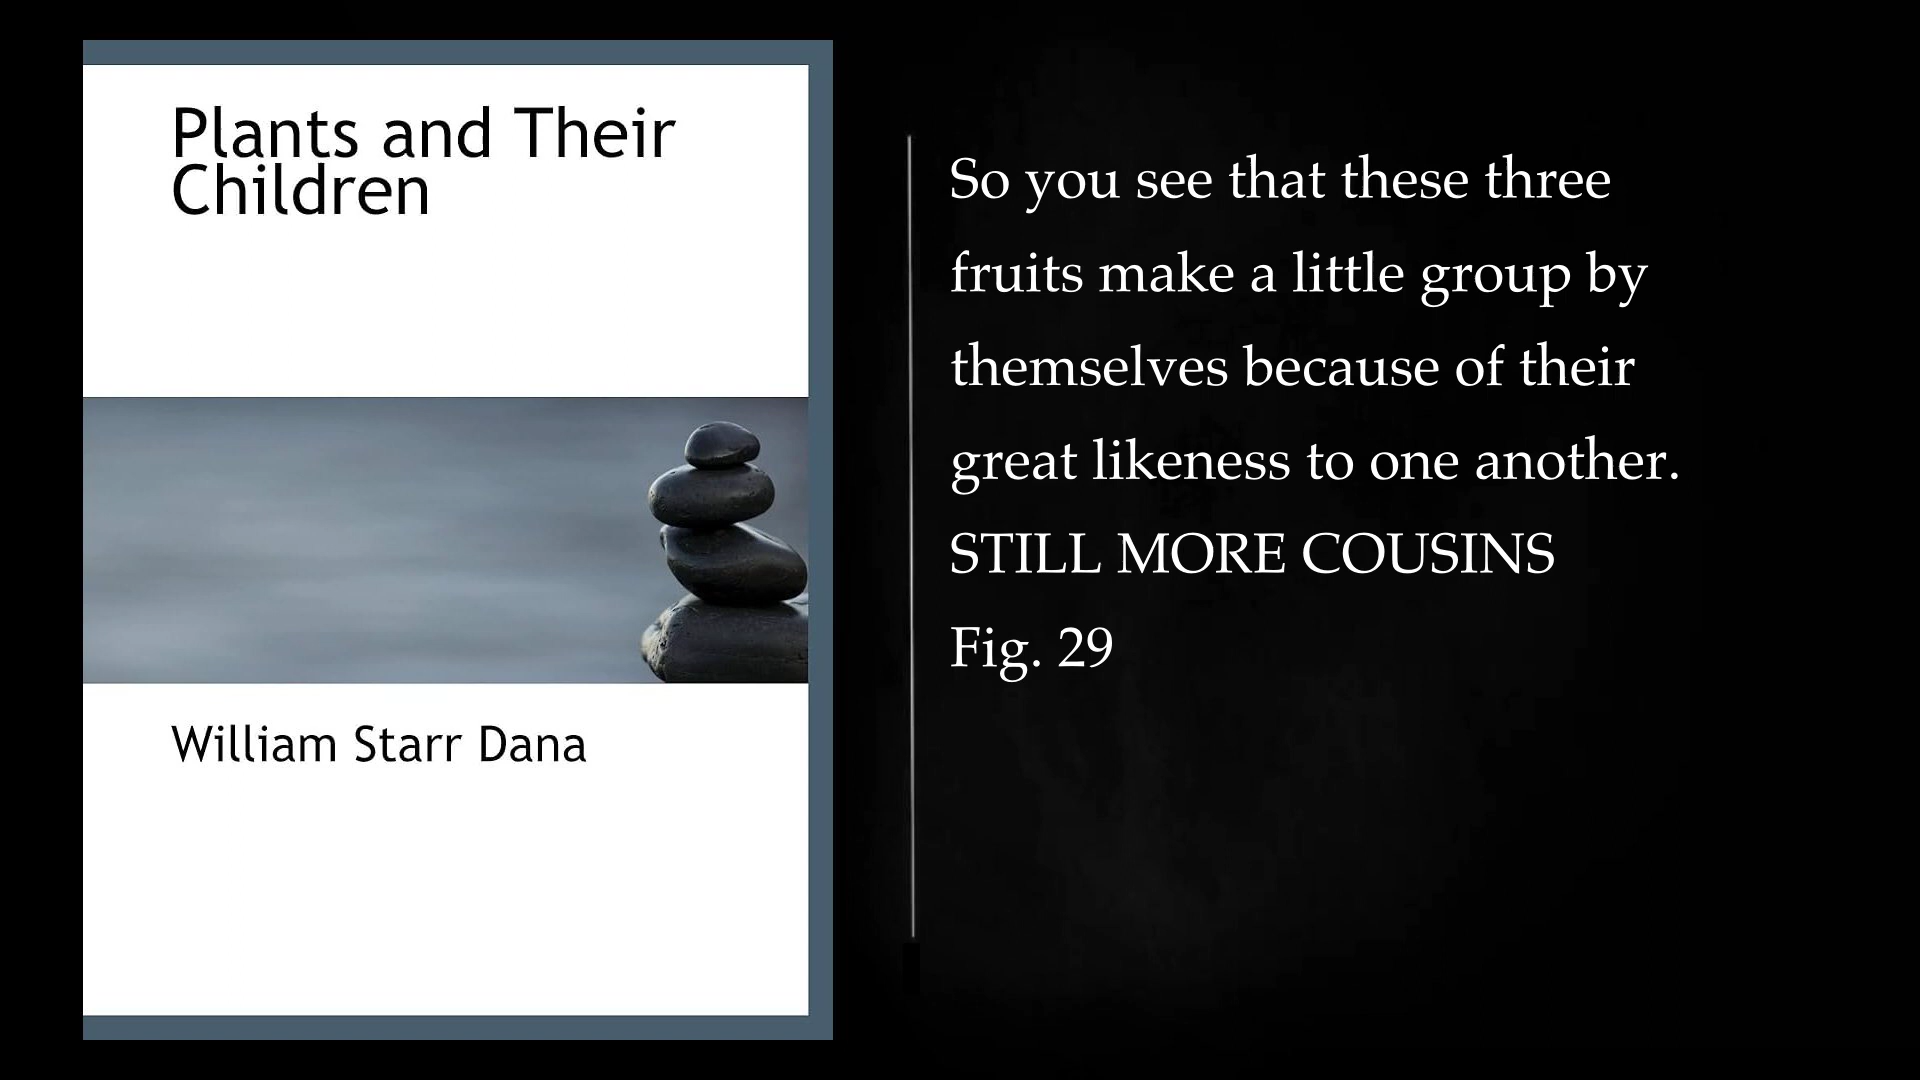 Plants and Their
Children
William Starr Dana
So you see that these three
fruits make a little group by
themselves because of their
great likeness to one another.
STILL MORE COUSINS
Fig. 29